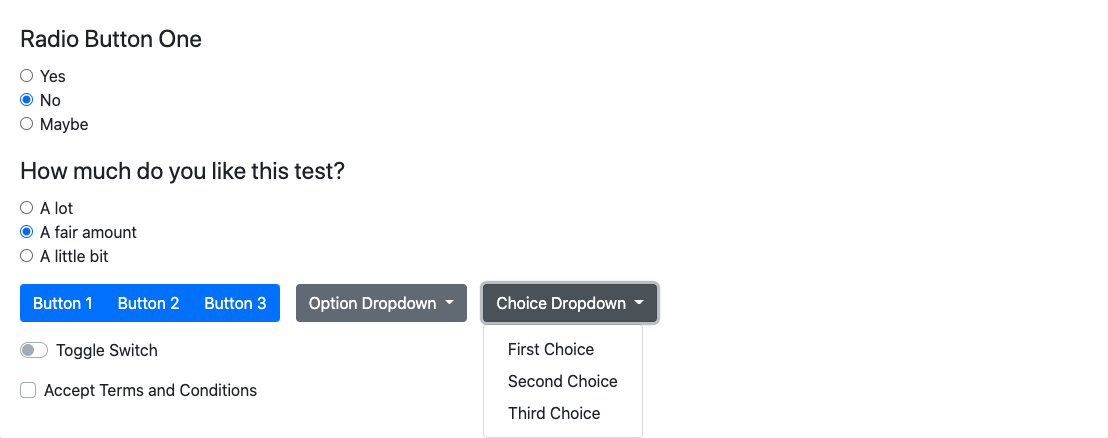 Radio Button One
Yes
No
Maybe
How much do you like this test?
A lot
A fair amount
A little bit
Button 1 Button 2 Button 3 Option Dropdown Choice Dropdown
Toggle Switch
First Choice
Second Choice
Accept Terms and Conditions
Third Choice